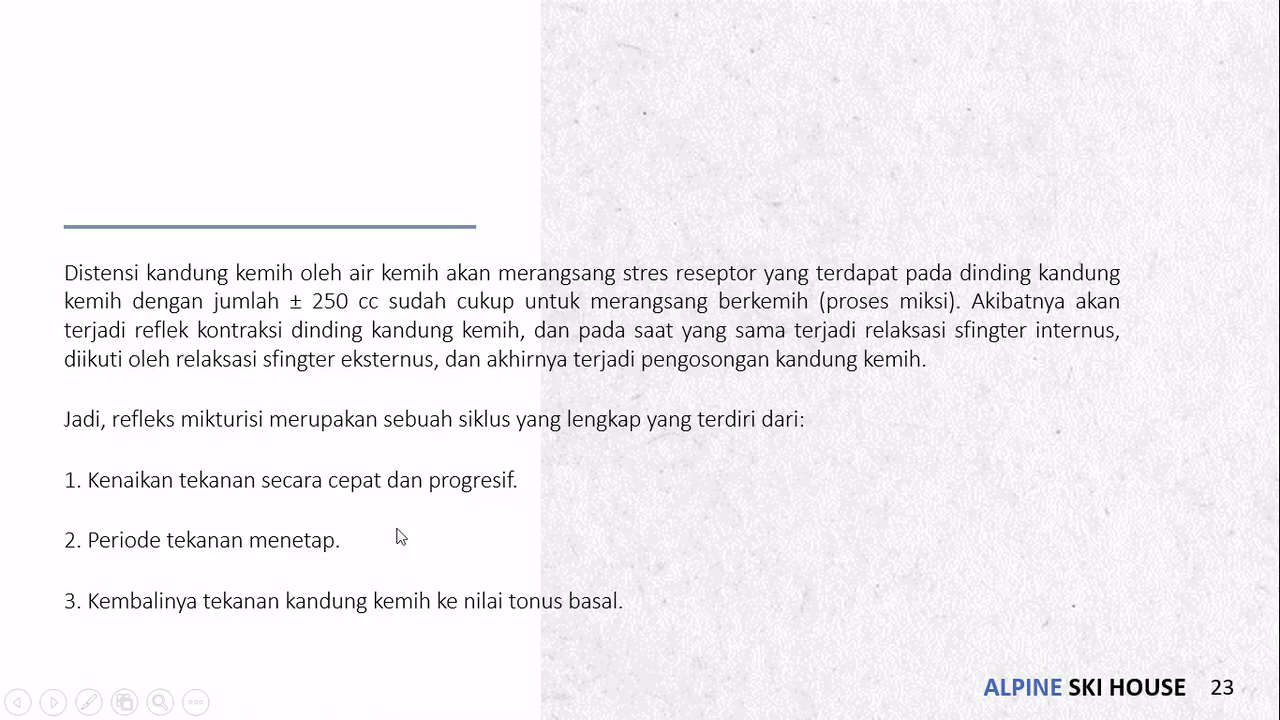 Distensi kandung kemih oleh air kemih akan merangsang stres reseptor yang terdapat pada dinding kandung
kemih dengan jumlah ± 250 cc sudah cukup untuk merangsang berkemih (proses miksi). Akibatnya akan
terjadi reflek kontraksi dinding kandung kemih, dan pada saat yang sama terjadi relaksasi sfingter internus,
diikuti oleh relaksasi sfingter eksternus, dan akhirnya terjadi pengosongan kandung kemih.
Jadi, refleks mikturisi merupakan sebuah siklus yang lengkap yang terdiri dari:
1. Kenaikan tekanan secara cepat dan progresif.
2. Periode tekanan menetap.
3. Kembalinya tekanan kandung kemih ke nilai tonus basal.
ALPINE SKI HOUSE 23